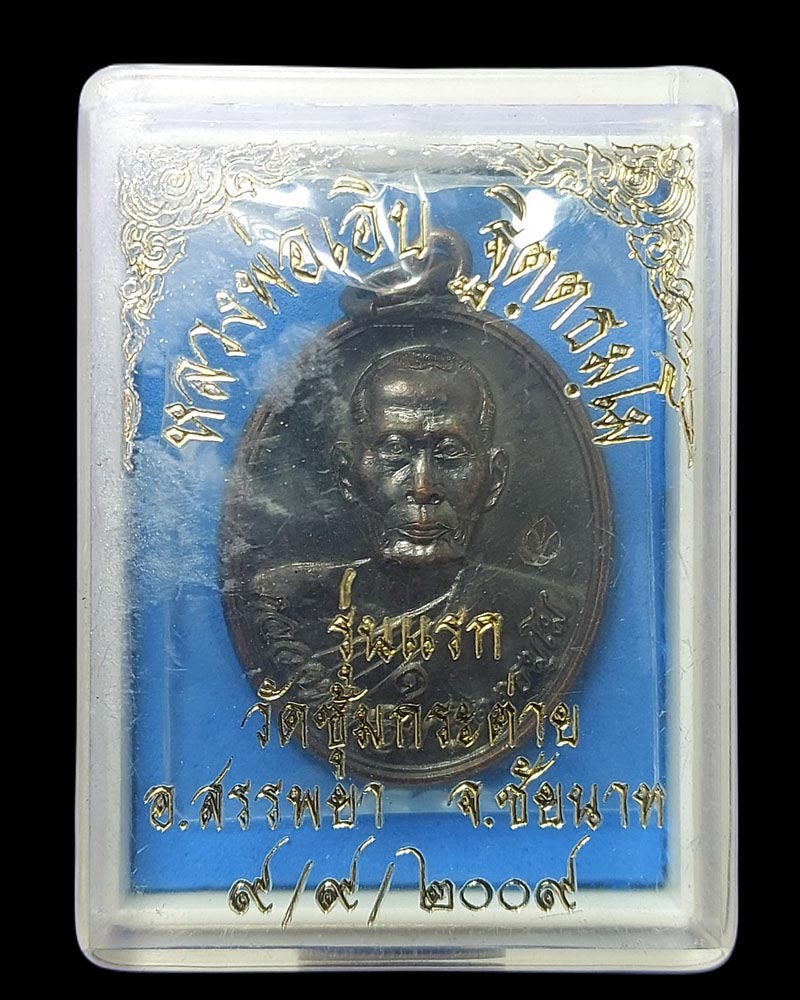 หลวงพ่อเอิบ ฐิตธมฺโม
รุ่นแรก
วัดซุ้มกระต่าย
อ.สรรพยา จ.ชัยนาท
๙/๙/๒๐๐๙